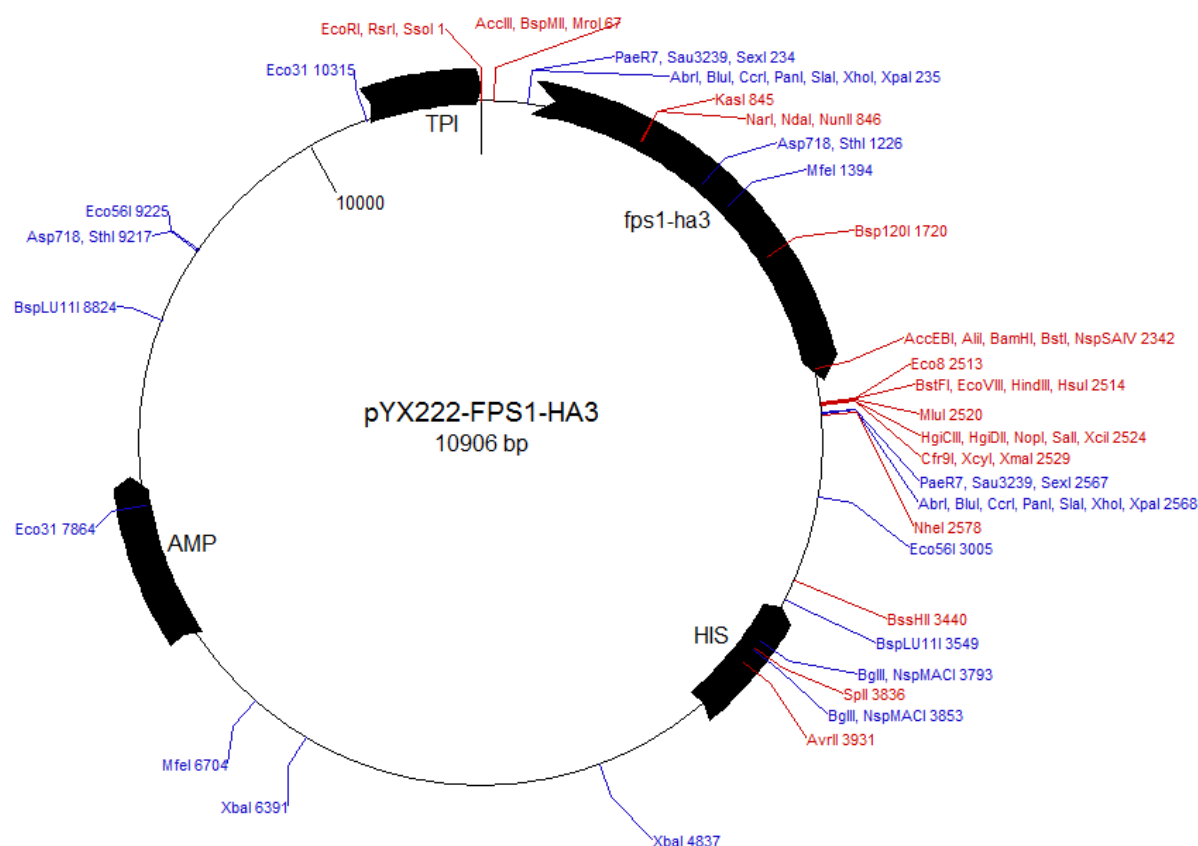 EcoRI, RsrI, SsoI 1
AccIII, BspMII, MroI 67
PaeR7, Sau3239, SexI 234
AbrI, BluI, CcrI, PanI, SlaI, XhoI, XpaI 235
Eco31 10315
KasI 845
NarI, NdaI, NunII 846
TPI
Asp718, SthI 1226
MfeI 1394
10000
Eco56I 9225
fps1-ha3
Bsp120I 1720
Asp718, SthI 9217
BspLU11I 8824
AccEBI, AliI, BamHI, BstI, NspSAIV 2342
Eco8 2513
BstFI, EcoVIII, HindIII, HsuI 2514
pYX222-FPS1-HA3
MluI 2520
10906 bp
HgiCIII, HgiDII, NopI, SalI, XciI 2524
Cfr9I, XcyI, XmaI 2529
PaeR7, Sau3239, SexI 2567
AbrI, BluI, CcrI, PanI, SlaI, XhoI, XpaI 2568
Eco31 7864
NheI 2578
AMP
Eco56I 3005
BssHII 3440
HIS
BspLU11I 3549
BglII, NspMACI 3793
SplI 3836
BglII, NspMACI 3853
AvrII 3931
MfeI 6704
XbaI 6391
XbaI 4837